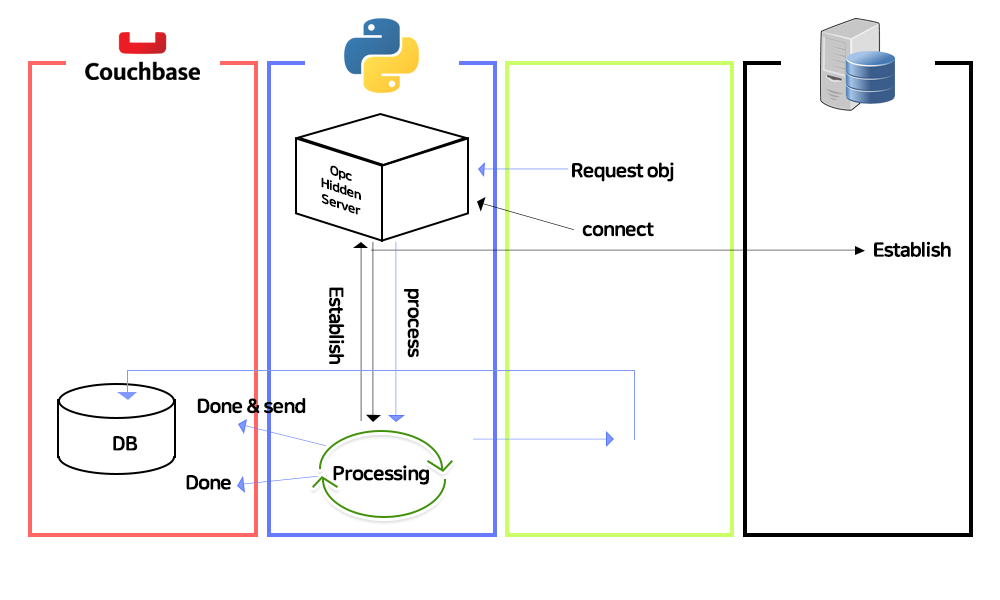 Couchbase
Opc
Hidden
Server
Request obj
connect
Establish
Establish
process
Done & send
DB
Done
Processing